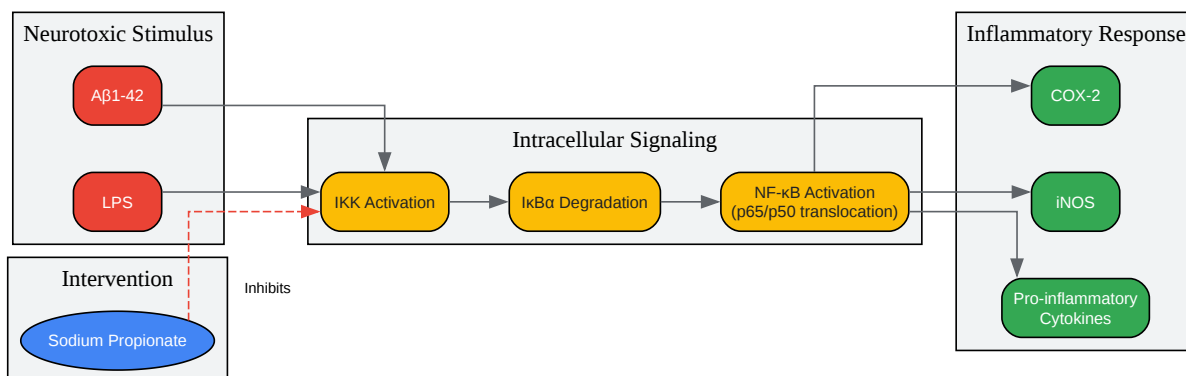 Neurotoxic Stimulus
Aβ1-42
LPS
Intervention
Sodium Propionate
Inhibits
Intracellular Signaling
IKK Activation
IκBα Degradation
NF-κB Activation
(p65/p50 translocation)
Inflammatory Response
COX-2
iNOS
Pro-inflammatory
Cytokines